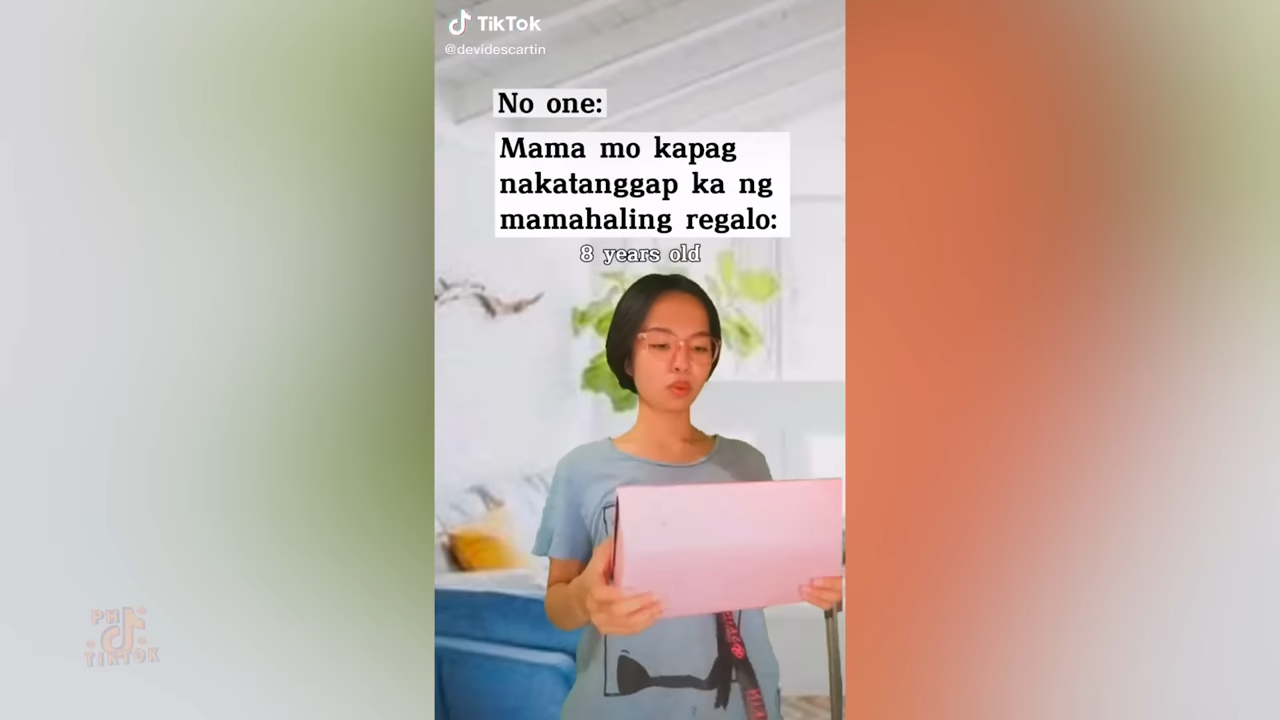 TikTok
@devidescartin
No one:
Mama mo kapag
nakatanggap ka ng
mamahaling regalo:
8 years old
PH
TIKTOK